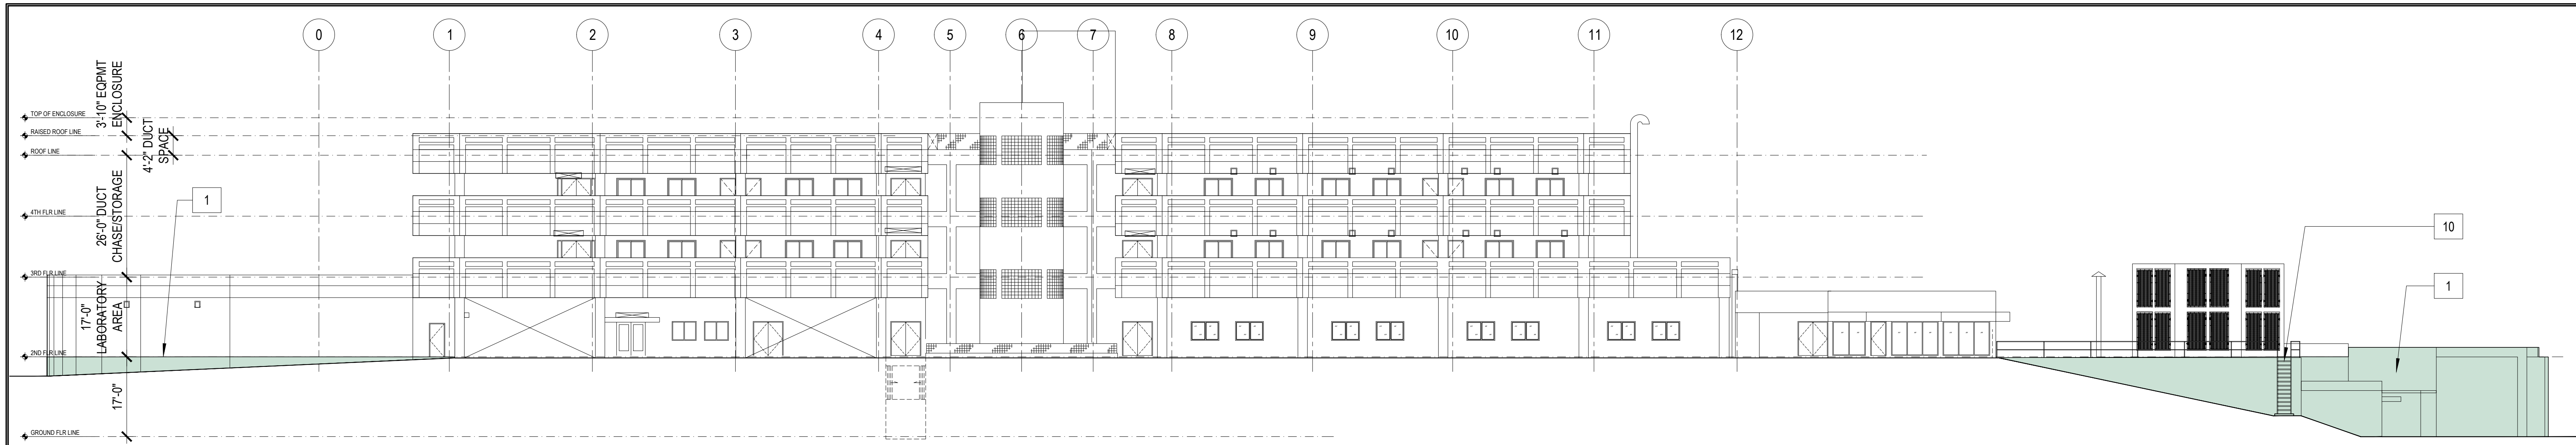 0
1
2
3
4
5
6
7
8
9
10
11
12
TOP OF ENCLOSURE
RAISED ROOF LINE
ROOF LINE
4TH FLR LINE
3RD FLR LINE
2ND FLR LINE
GROUND FLR LINE
3'-10" EQPMT
ENCLOSURE
4'-2" DUCT
SPACE
26'-0" DUCT
CHASE/STORAGE
17'-0"
LABORATORY
AREA
17'-0"
1
X
X
10
1